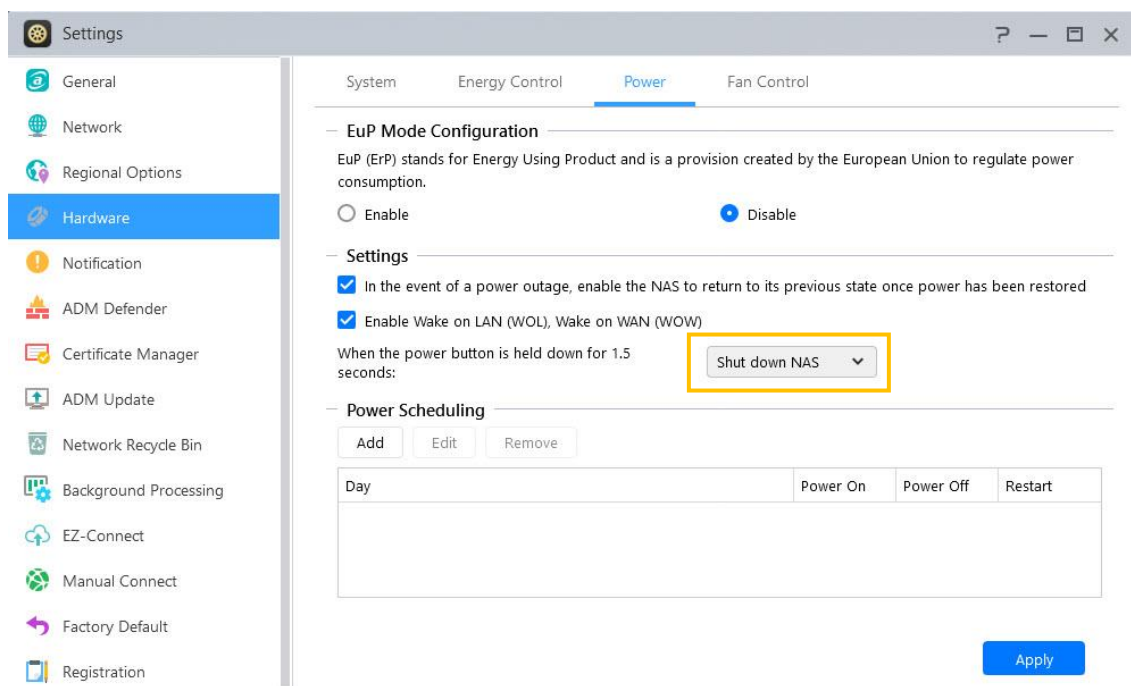 Settings
General
Network
Regional Options
Hardware
Notification
ADM Defender
Certificate Manager
ADM Update
Network Recycle Bin
Background Processing
EZ-Connect
Manual Connect
Factory Default
Registration
System Energy Control Power Fan Control
EuP Mode Configuration
EuP (ErP) stands for Energy Using Product and is a provision created by the European Union to regulate power
consumption.
Enable Disable
Settings
In the event of a power outage, enable the NAS to return to its previous state once power has been restored
Enable Wake on LAN (WOL), Wake on WAN (WOW)
When the power button is held down for 1.5
seconds:
Shut down NAS
Power Scheduling
Add Edit Remove
Day Power On Power Off Restart
Apply